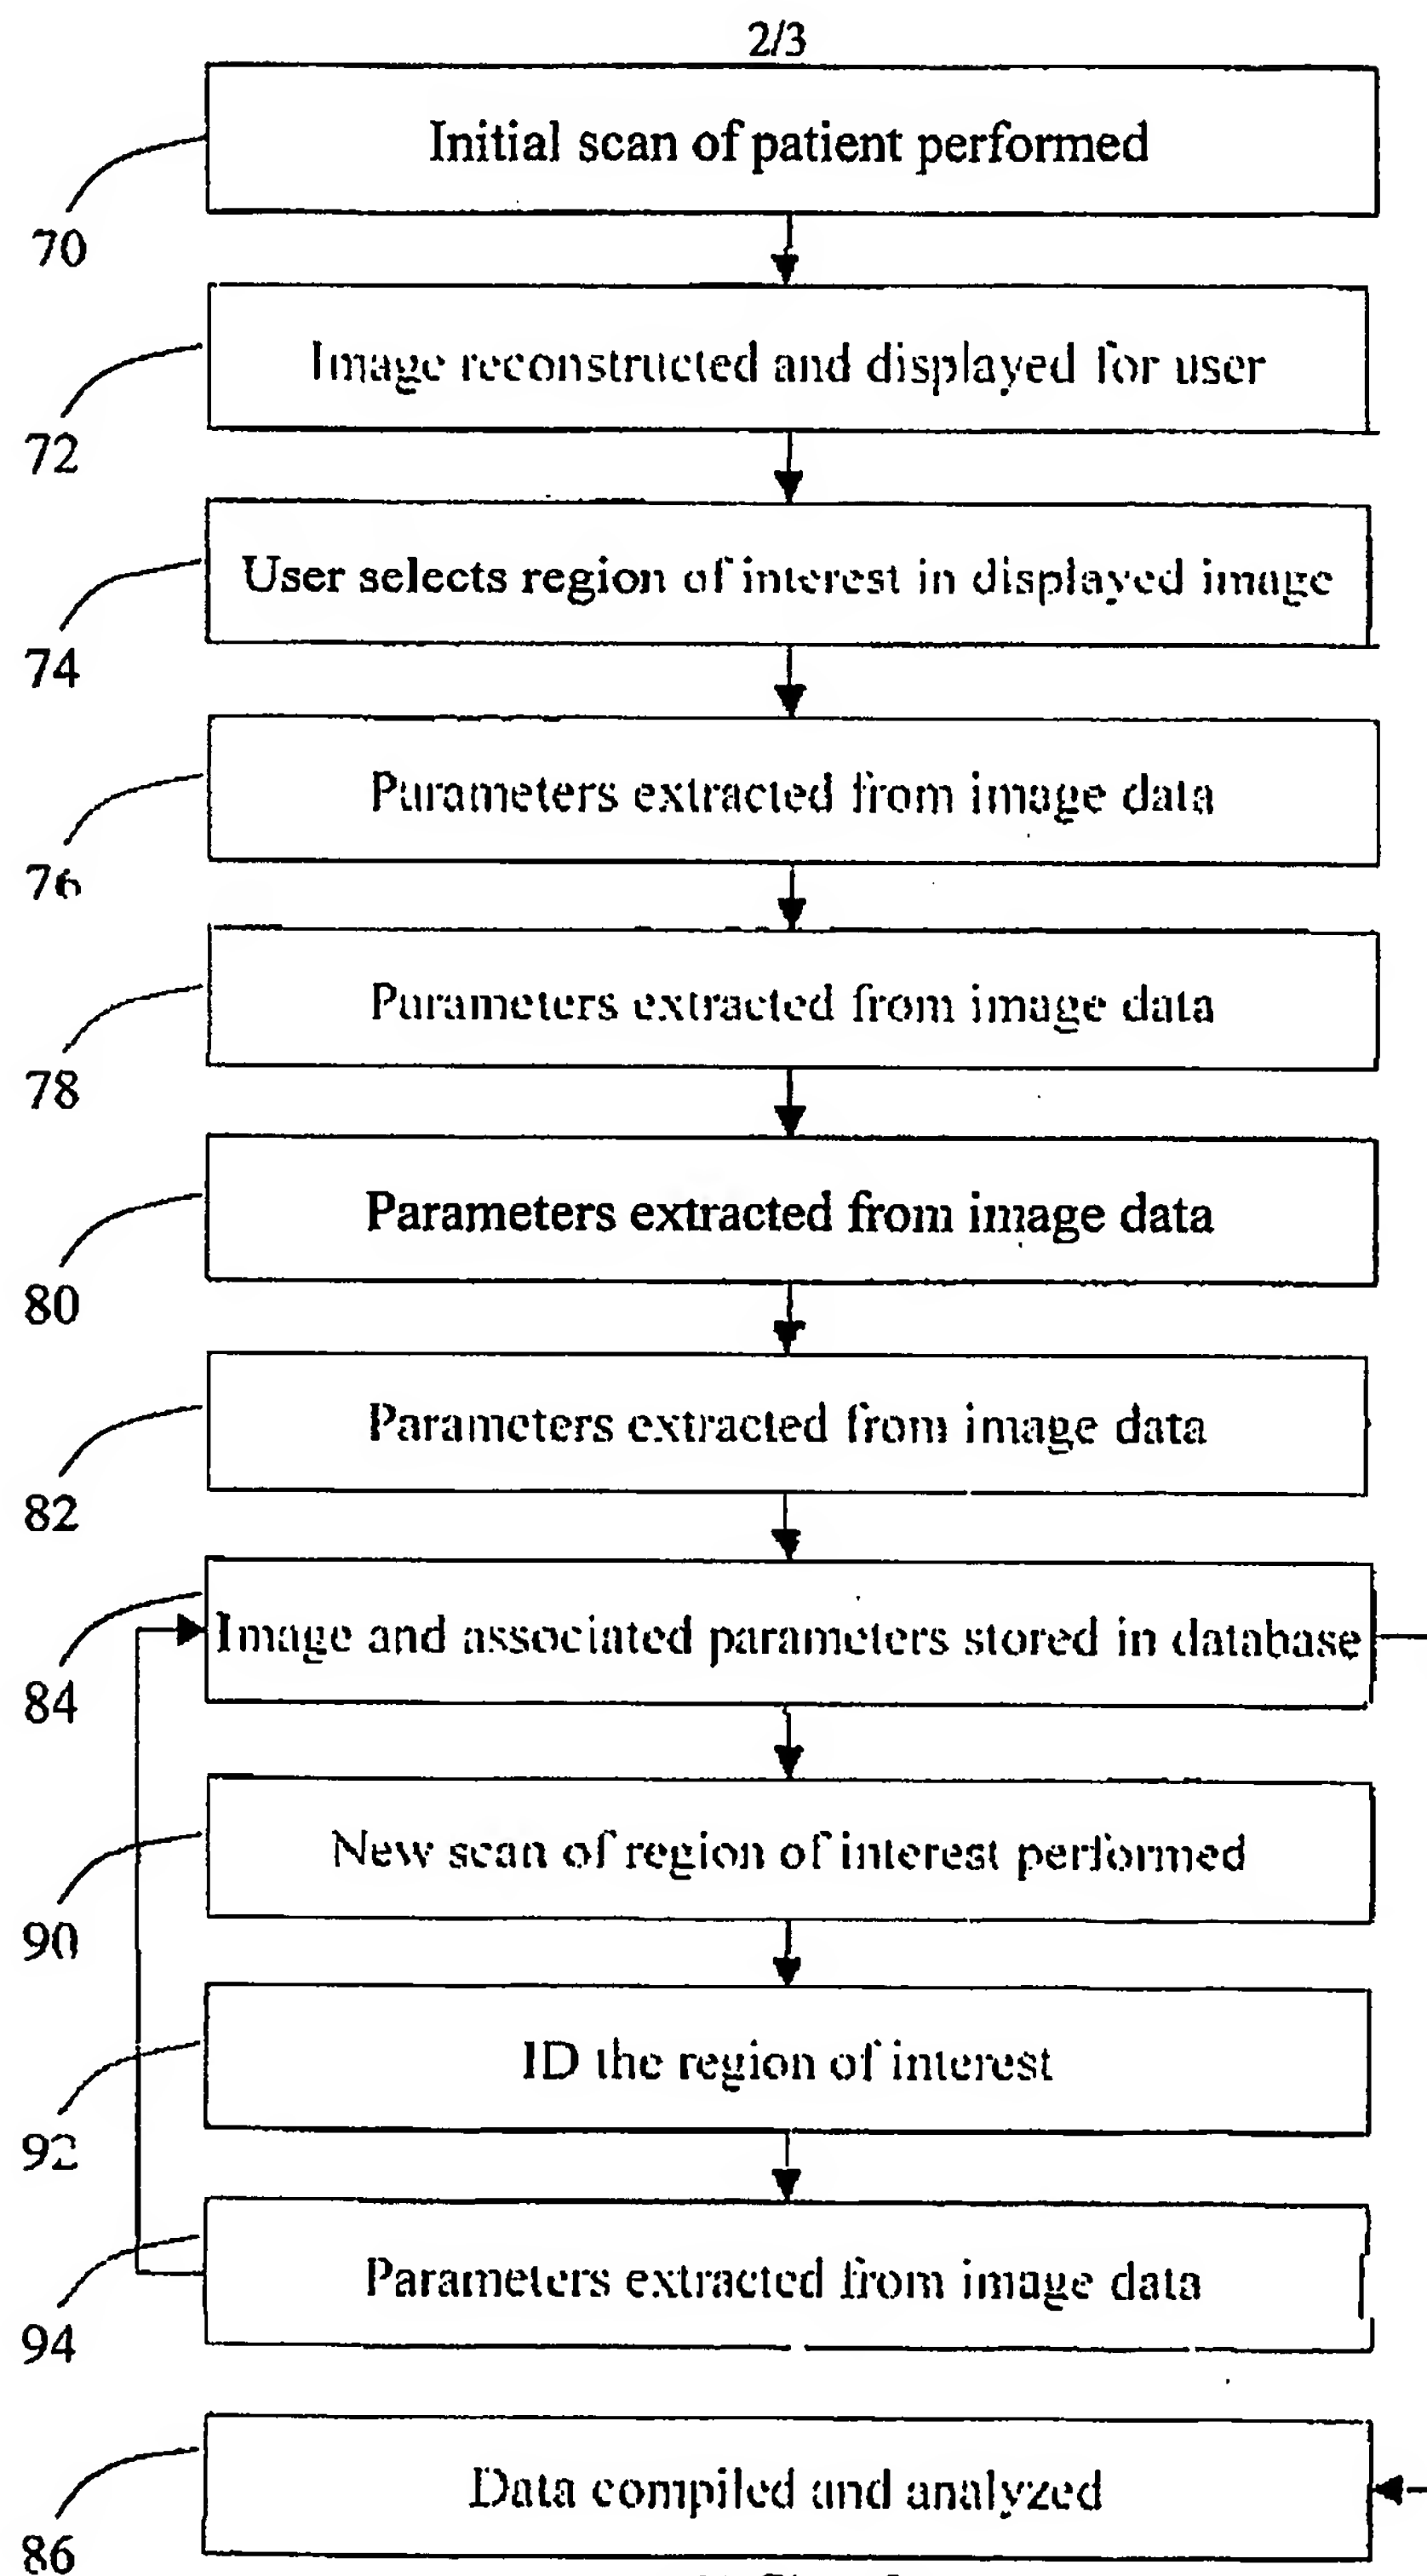 2/3
Initial scan of patient performed
70
Image reconstructed and displayed for user
72
User selects region of interest in displayed image
74
Parameters extracted from image data
76
Parameters extracted from image data
78
Parameters extracted from image data
80
Parameters extracted from image data
82
Image and associated parameters stored in database
84
New scan of region of interest performed
90
ID the region of interest
92
Parameters extracted from image data
94
Data compiled and analyzed
86